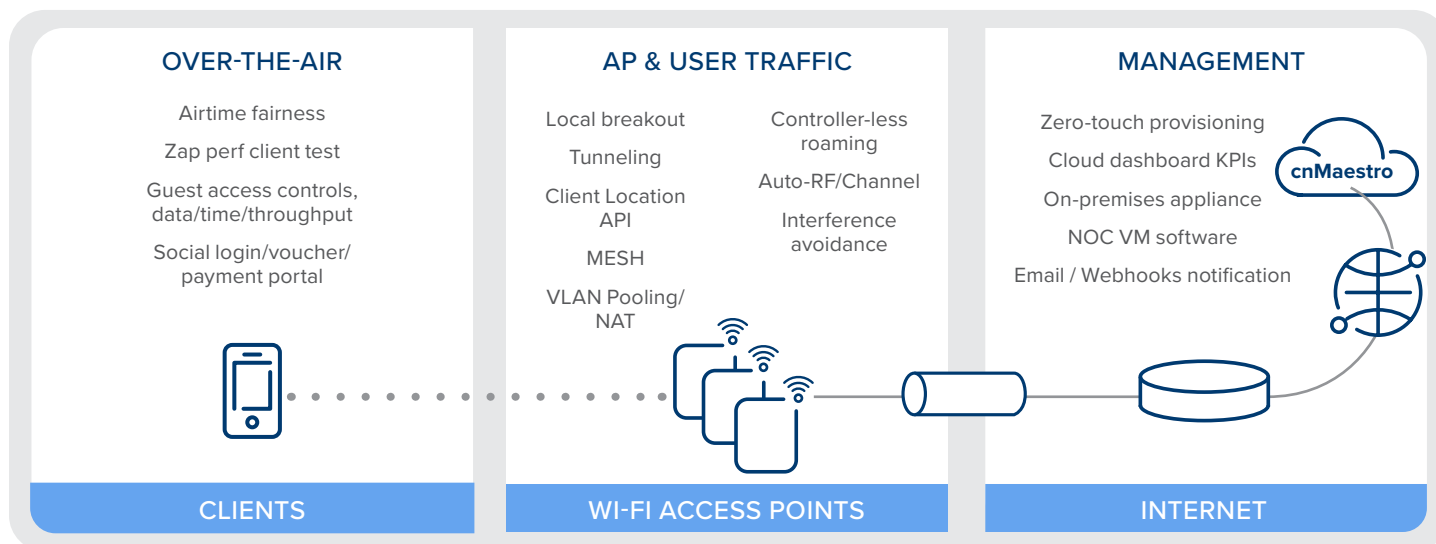 OVER-THE-AIR
Airtime fairness
Zap perf client test
Guest access controls,
data/time/throughput
Social login/voucher/
payment portal
CLIENTS
AP & USER TRAFFIC
Local breakout
Tunneling
Client Location
API
MESH
VLAN Pooling/
NAT
Controller-less
roaming
Auto-RF/Channel
Interference
avoidance
WI-FI ACCESS POINTS
MANAGEMENT
Zero-touch provisioning
Cloud dashboard KPIs
On-premises appliance
NOC VM software
Email / Webhooks notification
cnMaestro
INTERNET